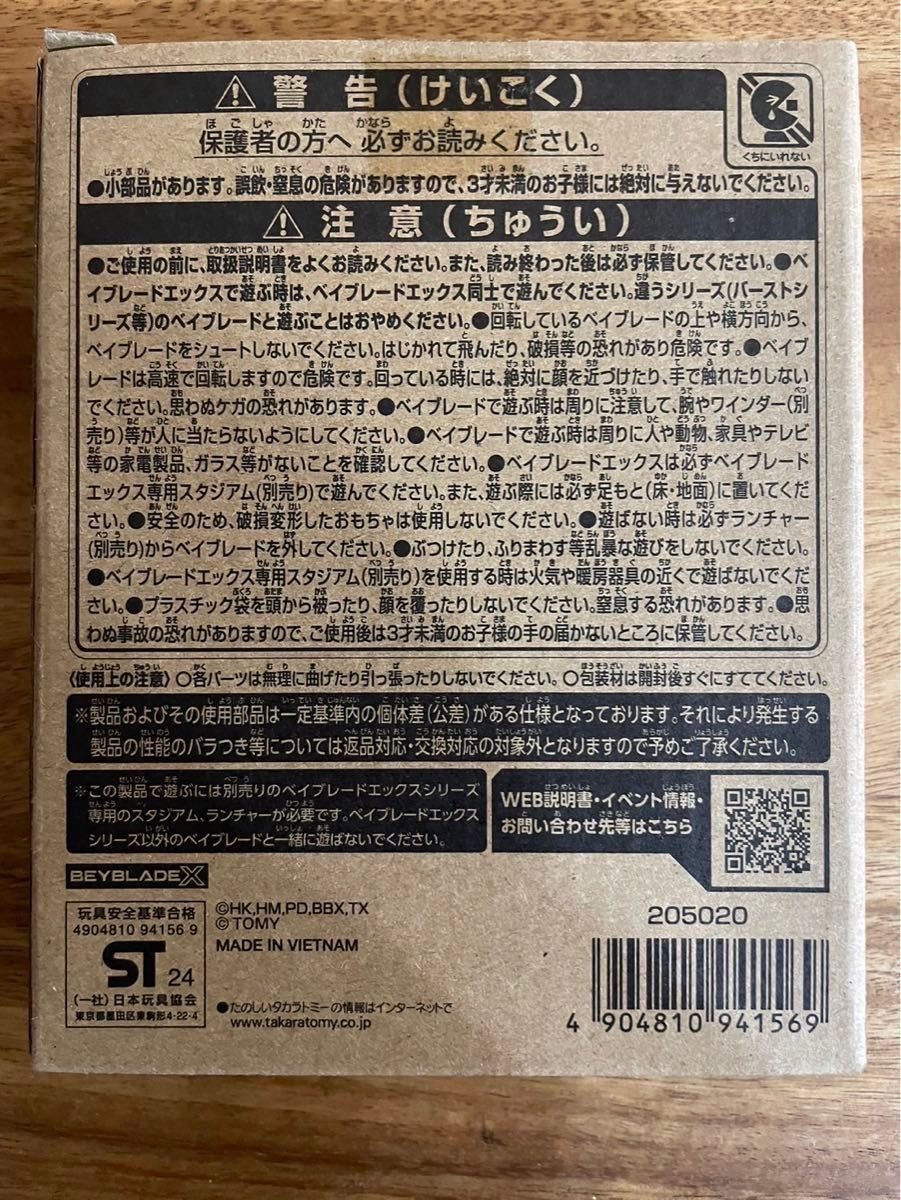 警告(けいこく)
保護者の方へ 必ずお読みください。
くちにいれない
●小部品があります。誤飲・窒息の危険がありますので、3才未満のお子様には絶対に与えないでください。
注意(ちゅうい)
●ご使用の前に、取扱説明書をよくお読みください。また、読み終わった後は必ず保管してください。●ベ
イブレードエックスで遊ぶ時は、ベイブレードエックス同士で遊んでください。違うシリーズ(バーストシ
リーズ等)のベイブレードと遊ぶことはおやめください。●回転しているベイブレードの上や横方向から、
ベイブレードをシュートしないでください。はじかれて飛んだり、破損等の恐れがあり危険です。●ベイブ
レードは高速で回転しますので危険です。回っている時には、絶対に顔を近づけたり、手で触れたりしない
でください。思わぬケガの恐れがあります。●ベイブレードで遊ぶ時は周りに注意して、腕やワインダー(別
売り)等が人に当たらないようにしてください。●ベイブレードで遊ぶ時は周りに人や動物、家具やテレビ
等の家電製品、ガラス等がないことを確認してください。●ベイブレードエックスは必ずベイブレード
エックス専用スタジアム(別売り)で遊んでください。また、遊ぶ際には必ず足もと(床・地面)に置いてくだ
さい。●安全のため、破損変形したおもちゃは使用しないでください。●遊ばない時は必ずランチャー
(別売り)からベイブレードを外してください。●ぶつけたり、ふりまわす等乱暴な遊びをしないでください。
●ベイブレードエックス専用スタジアム(別売り)を使用する時は火気や暖房器具の近くで遊ばないでくだ
さい。●プラスチック袋を頭から被ったり、顔を覆ったりしないでください。窒息する恐れがあります。●思
わぬ事故の恐れがありますので、ご使用後は3才未満のお子様の手の届かないところに保管してください。
〈使用上の注意〉○各パーツは無理に曲げたり引っ張ったりしないでください。○包装材は開封後すぐにすててください。
※製品およびその使用部品は一定基準内の個体差(公差)がある仕様となっております。それにより発生する
製品の性能のバラつき等については返品対応・交換対応の対象外となりますので予めご了承ください。
※この製品で遊ぶには別売りのベイブレードエックスシリーズ
専用のスタジアム、ランチャーが必要です。ベイブレードエックス
シリーズ以外のベイブレードと一緒に遊ばないでください。
WEB説明書・イベント情報・
お問い合わせ先等はこちら
BEYBLADE X
玩具安全基準合格
4904810 94156 9
ST 24
(一社)日本玩具協会
東京都墨田区東駒形4-22-4
©HK,HM,PD,BBX,TX
© TOMY
MADE IN VIETNAM
●たのしいタカラトミーの情報はインターネットで
www.takaratomy.co.jp
205020
4 904810 941569